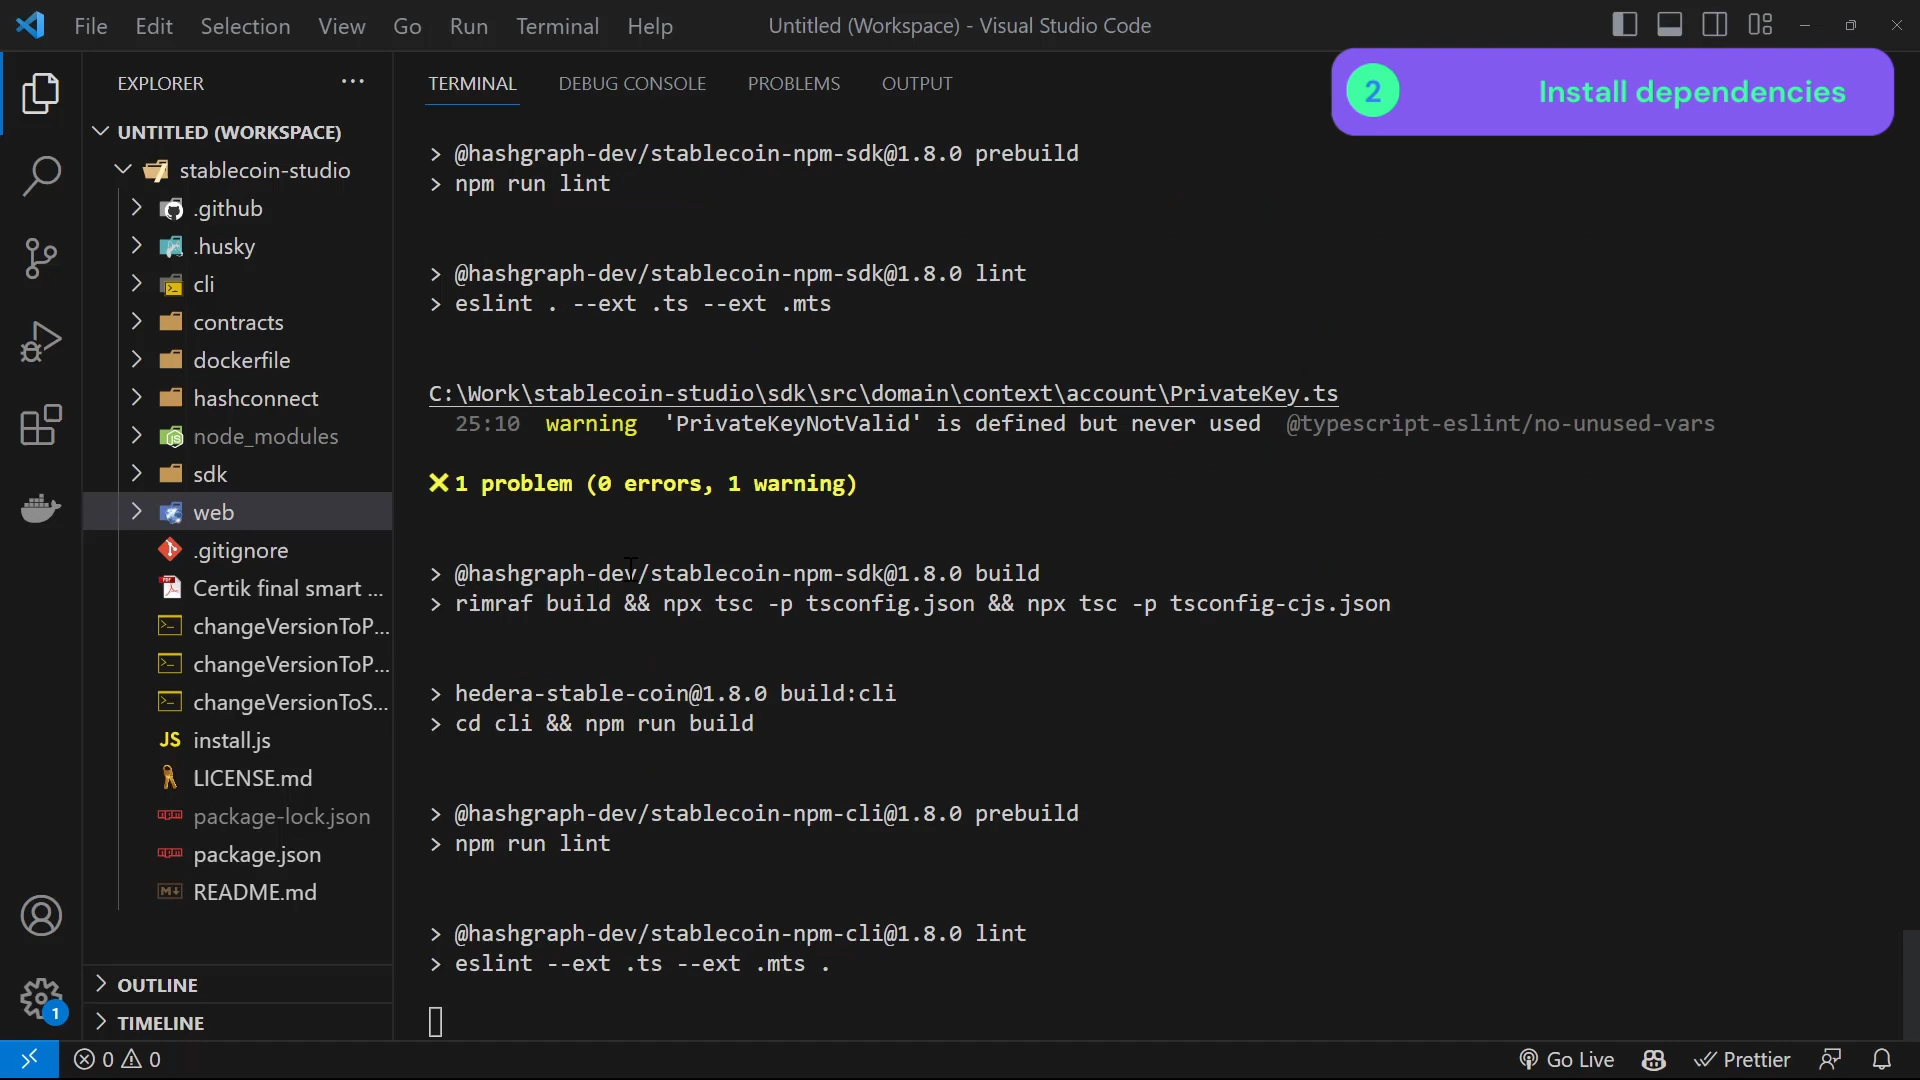 File Edit Selection View Go Run Terminal Help Untitled (Workspace) - Visual Studio Code
EXPLORER
TERMINAL DEBUG CONSOLE PROBLEMS OUTPUT
2 Install dependencies
UNTITLED (WORKSPACE)
stablecoin-studio
.github
.husky
cli
contracts
dockerfile
hashconnect
node_modules
sdk
web
.gitignore
Certik final smart ...
changeVersionToP...
changeVersionToP...
changeVersionToS...
JS install.js
LICENSE.md
package-lock.json
package.json
README.md
OUTLINE
TIMELINE
1
> @hashgraph-dev/stablecoin-npm-sdk@1.8.0 prebuild
> npm run lint
> @hashgraph-dev/stablecoin-npm-sdk@1.8.0 lint
> eslint . --ext .ts --ext .mts
C:\Work\stablecoin-studio\sdk\src\domain\context\account\PrivateKey.ts
25:10 warning 'PrivateKeyNotValid' is defined but never used @typescript-eslint/no-unused-vars
✕ 1 problem (0 errors, 1 warning)
> @hashgraph-dev/stablecoin-npm-sdk@1.8.0 build
> rimraf build && npx tsc -p tsconfig.json && npx tsc -p tsconfig-cjs.json
> hedera-stable-coin@1.8.0 build:cli
> cd cli && npm run build
> @hashgraph-dev/stablecoin-npm-cli@1.8.0 prebuild
> npm run lint
> @hashgraph-dev/stablecoin-npm-cli@1.8.0 lint
> eslint --ext .ts --ext .mts .
0 0 Go Live Prettier